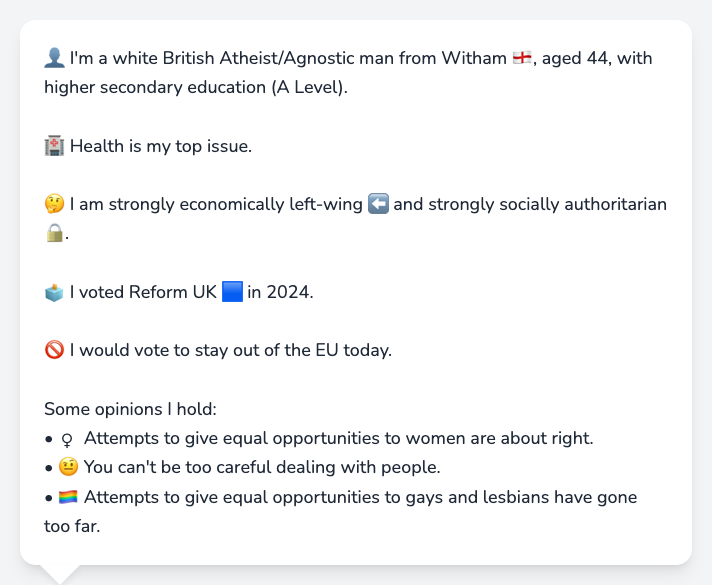 👤 I'm a white British Atheist/Agnostic man from Witham 🏴󠁧󠁢󠁥󠁮󠁧󠁿, aged 44, with
higher secondary education (A Level).
🏥 Health is my top issue.
🤔 I am strongly economically left-wing ⬅️ and strongly socially authoritarian
🔒.
🗳️ I voted Reform UK 🟦 in 2024.
🚫 I would vote to stay out of the EU today.
Some opinions I hold:
• ♀ Attempts to give equal opportunities to women are about right.
• 🤨 You can't be too careful dealing with people.
• 🏳️‍🌈 Attempts to give equal opportunities to gays and lesbians have gone
too far.